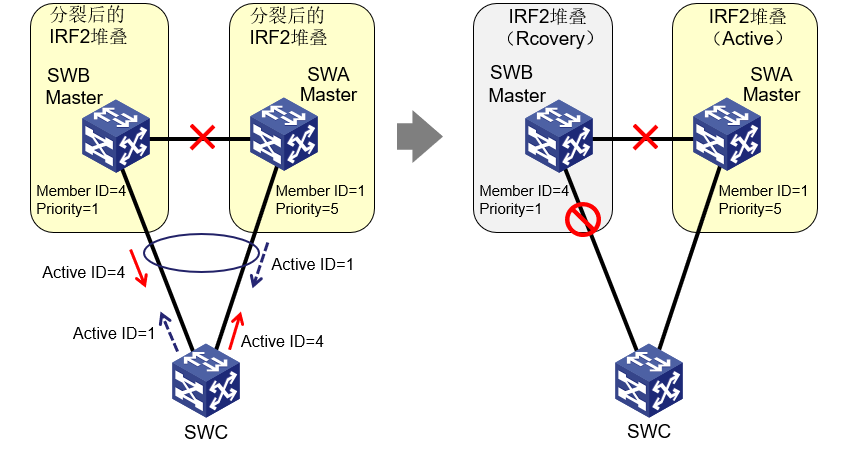 分裂后的
IRF2堆叠
SWB
Master
Member ID=4
Priority=1
分裂后的
IRF2堆叠
SWA
Master
Member ID=1
Priority=5
Active ID=4
Active ID=1
Active ID=1
Active ID=4
SWC
IRF2堆叠
（Rcovery）
SWB
Master
Member ID=4
Priority=1
IRF2堆叠
（Active）
SWA
Master
Member ID=1
Priority=5
SWC